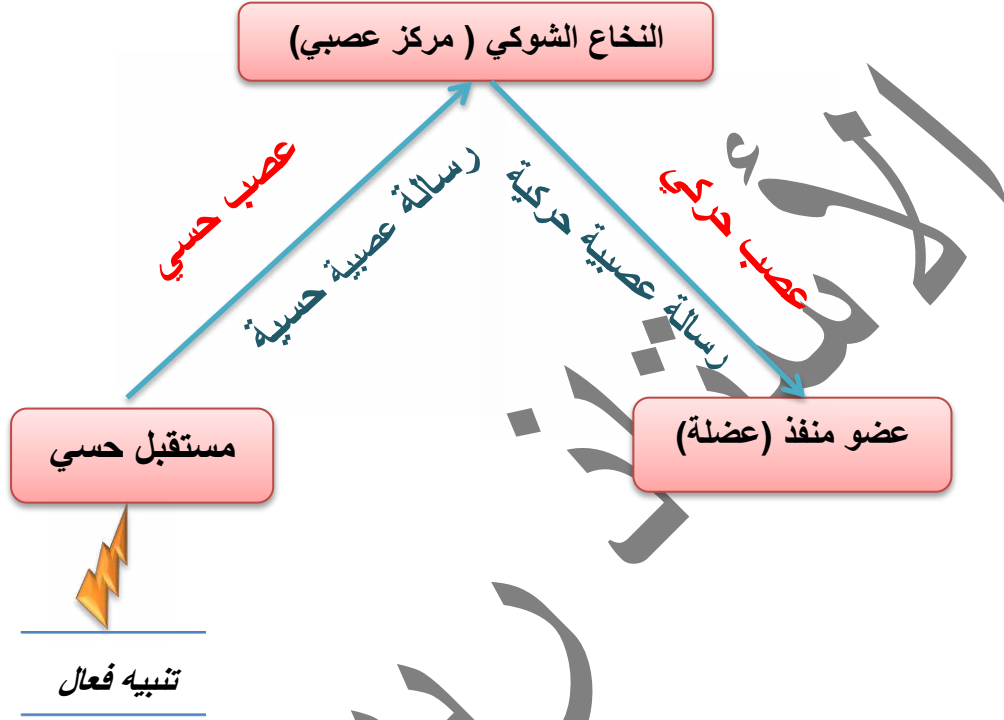 النخاع الشوكي ( مركز عصبي)
عصب حسي
رسالة عصبية حسية
رسالة عصبية حركية
عصب حركي
مستقبل حسي
عضو منفذ (عضلة)
تنبيه فعال